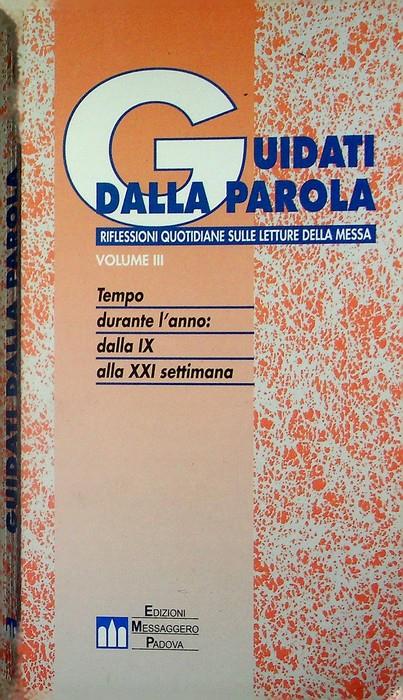 GUIDATI
DALLA PAROLA
RIFLESSIONI QUOTIDIANE SULLE LETTURE DELLA MESSA
VOLUME III
Tempo
durante l'anno:
dalla IX
alla XXI settimana
EDIZIONI
MESSAGGERO
PADOVA
GUIDATI DALLA PAROLA